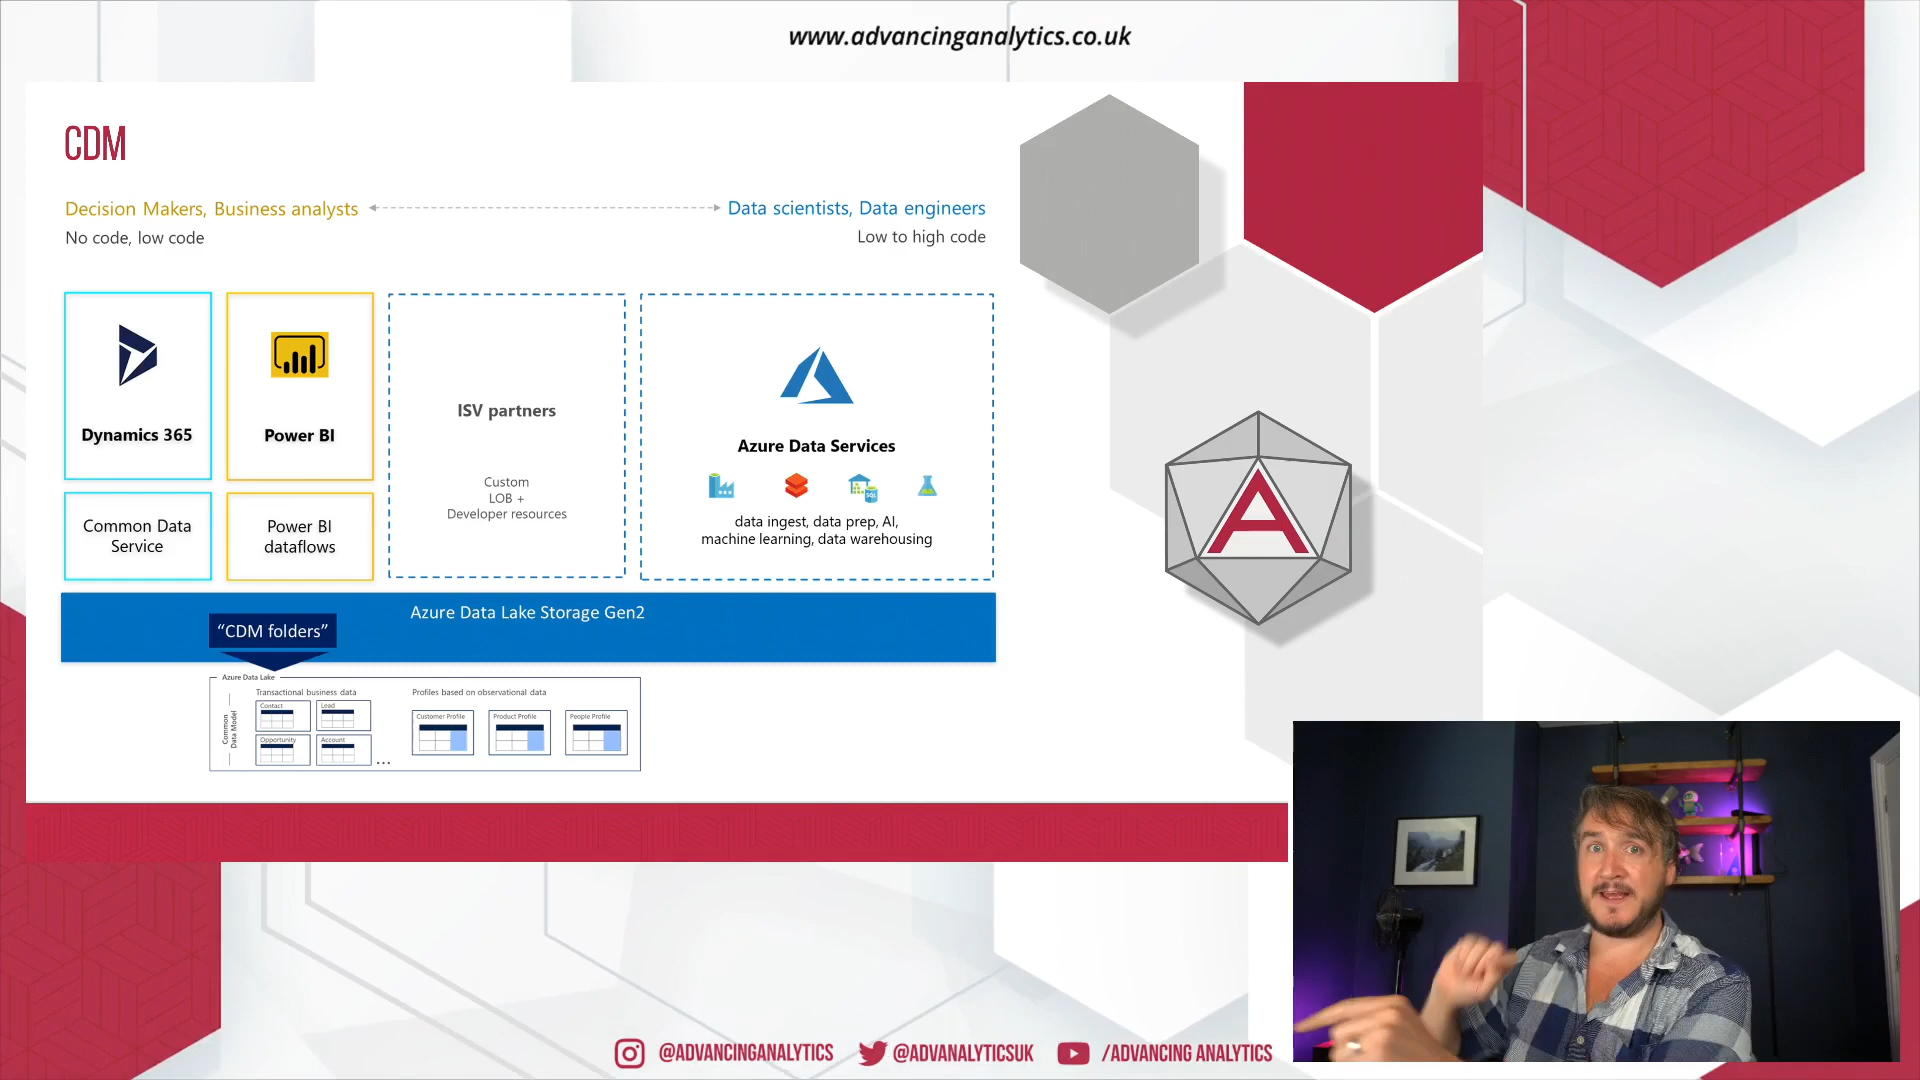 www.advancinganalytics.co.uk
CDM
Decision Makers, Business analysts
Data scientists, Data engineers
No code, low code
Low to high code
Dynamics 365
Power BI
ISV partners
Custom
LOB +
Developer resources
Azure Data Services
SQL
data ingest, data prep, AI,
machine learning, data warehousing
Common Data
Service
Power BI
dataflows
Azure Data Lake Storage Gen2
“CDM folders”
Azure Data Lake
Common
Data Model
Transactional business data
Contact
Lead
Opportunity
Account
...
Profiles based on observational data
Customer Profile
Product Profile
People Profile
A
@ADVANCINGANALYTICS
@ADVANALYTICSUK
/ADVANCING ANALYTICS